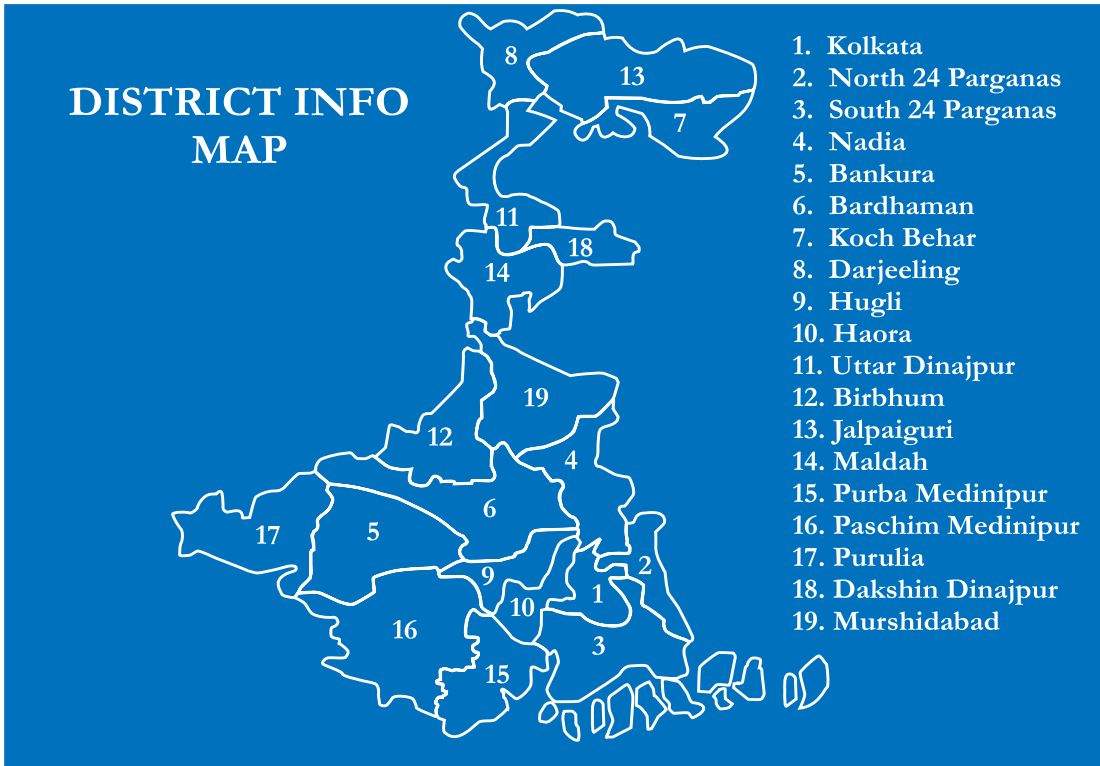 DISTRICT INFO
MAP
8
13
7
11
18
14
19
12
4
6
17
5
2
9
1
10
16
3
15
1. Kolkata
2. North 24 Parganas
3. South 24 Parganas
4. Nadia
5. Bankura
6. Bardhaman
7. Koch Behar
8. Darjeeling
9. Hugli
10. Haora
11. Uttar Dinajpur
12. Birbhum
13. Jalpaiguri
14. Maldah
15. Purba Medinipur
16. Paschim Medinipur
17. Purulia
18. Dakshin Dinajpur
19. Murshidabad